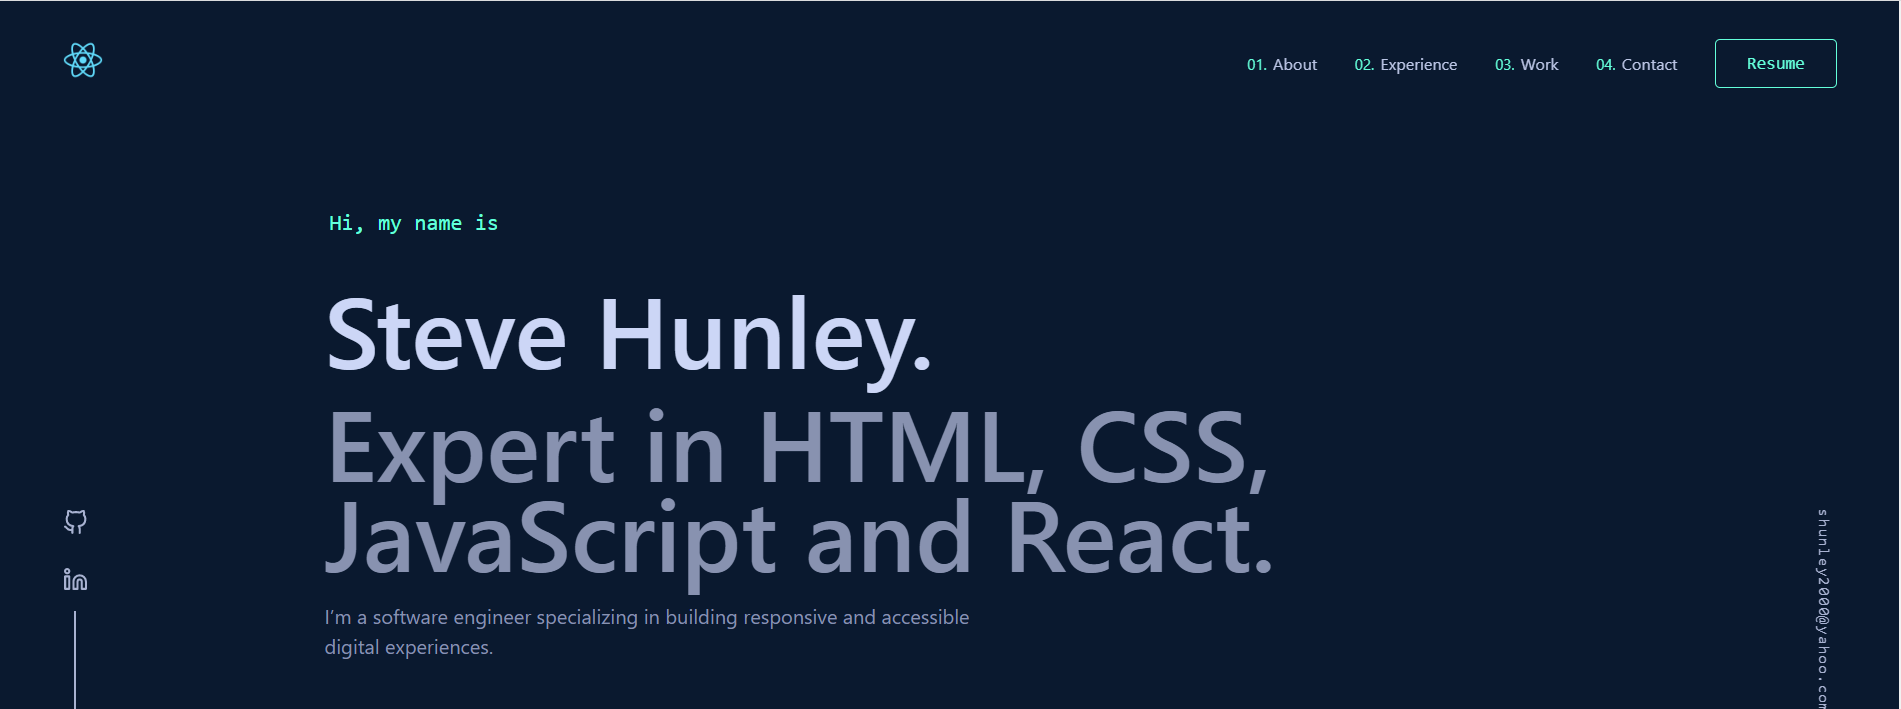 01. About 02. Experience 03. Work 04. Contact Resume
Hi, my name is
Steve Hunley.
Expert in HTML, CSS,
JavaScript and React.
I’m a software engineer specializing in building responsive and accessible
digital experiences.
shunley2000@yahoo.com